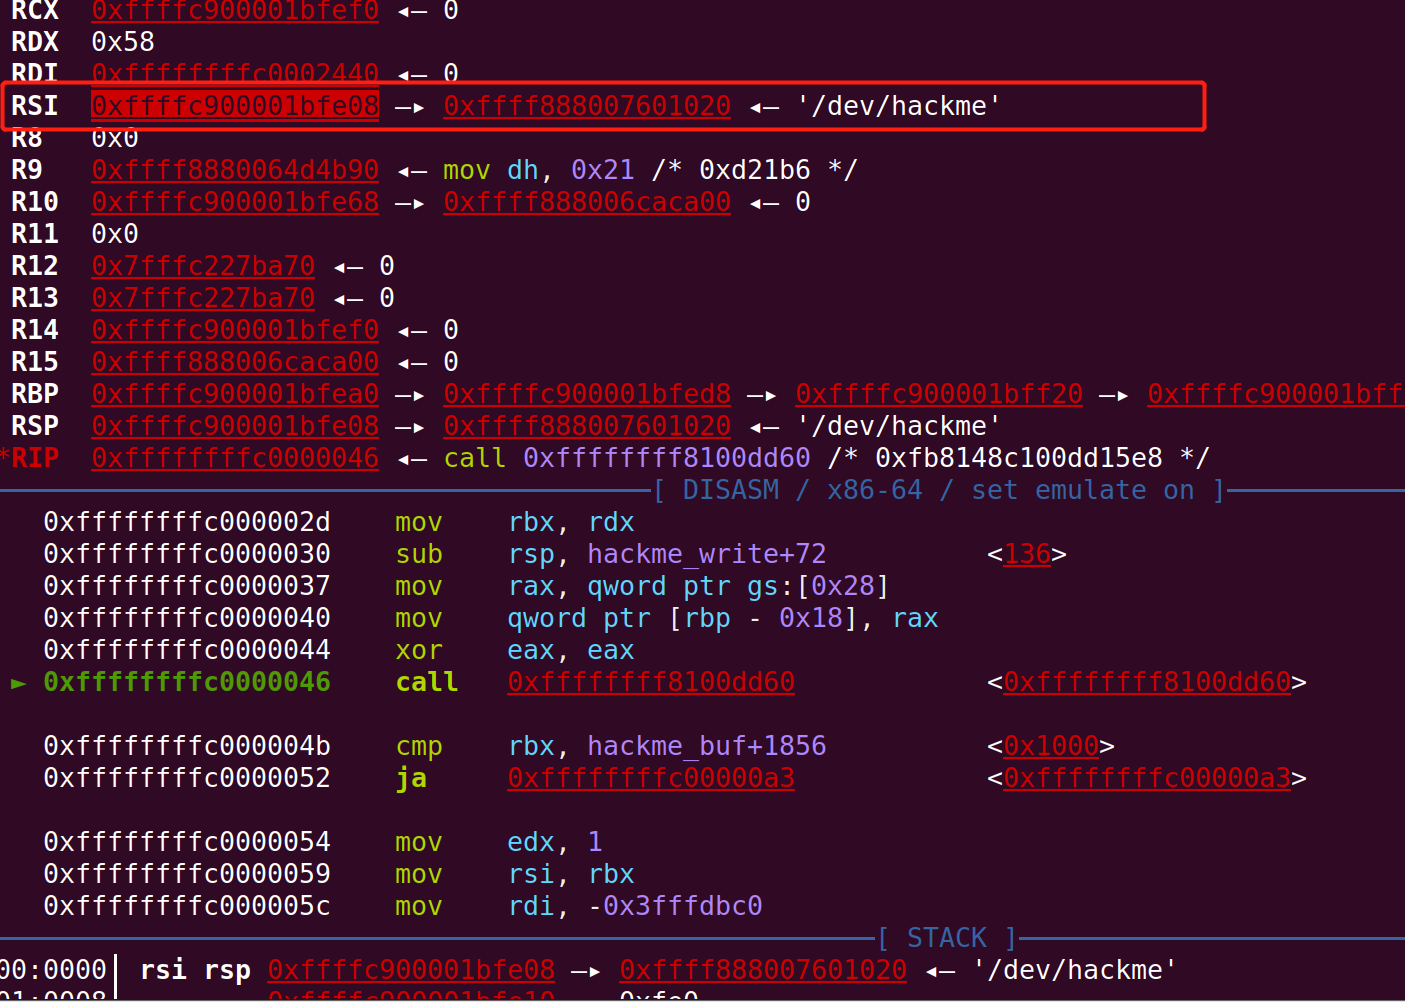 RCX 0xffffc900001bfef0 ◂— 0
RDX 0x58
RDI 0xffffffffc0002440 ◂— 0
RSI 0xffffc900001bfe08 —▸ 0xffff888007601020 ◂— '/dev/hackme'
R8 0x0
R9 0xffff8880064d4b90 ◂— mov dh, 0x21 /* 0xd21b6 */
R10 0xffffc900001bfe68 —▸ 0xffff888006caca00 ◂— 0
R11 0x0
R12 0x7fffc227ba70 ◂— 0
R13 0x7fffc227ba70 ◂— 0
R14 0xffffc900001bfef0 ◂— 0
R15 0xffff888006caca00 ◂— 0
RBP 0xffffc900001bfea0 —▸ 0xffffc900001bfed8 —▸ 0xffffc900001bff20 —▸ 0xffffc900001bff
RSP 0xffffc900001bfe08 —▸ 0xffff888007601020 ◂— '/dev/hackme'
*RIP 0xffffffffc0000046 ◂— call 0xffffffff8100dd60 /* 0xfb8148c100dd15e8 */
[ DISASM / x86-64 / set emulate on ]
0xffffffffc000002d mov rbx, rdx
0xffffffffc0000030 sub rsp, hackme_write+72 <136>
0xffffffffc0000037 mov rax, qword ptr gs:[0x28]
0xffffffffc0000040 mov qword ptr [rbp - 0x18], rax
0xffffffffc0000044 xor eax, eax
► 0xffffffffc0000046 call 0xffffffff8100dd60 <0xffffffff8100dd60>
0xffffffffc000004b cmp rbx, hackme_buf+1856 <0x1000>
0xffffffffc0000052 ja 0xffffffffc00000a3 <0xffffffffc00000a3>
0xffffffffc0000054 mov edx, 1
0xffffffffc0000059 mov rsi, rbx
0xffffffffc000005c mov rdi, -0x3fffdbc0
[ STACK ]
00:0000│ rsi rsp 0xffffc900001bfe08 —▸ 0xffff888007601020 ◂— '/dev/hackme'